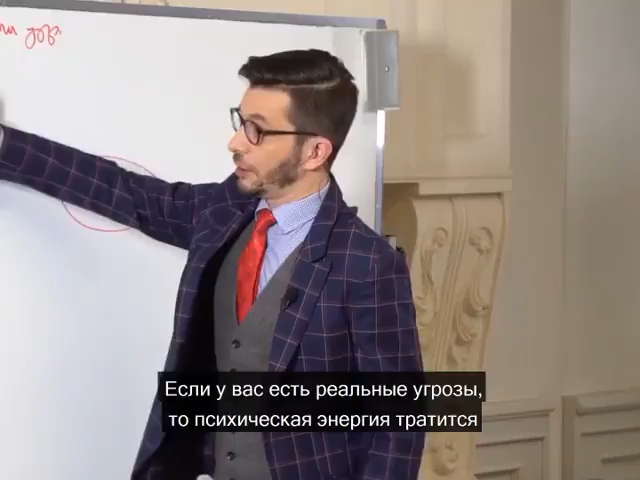 Если у вас есть реальные угрозы,
то психическая энергия тратится